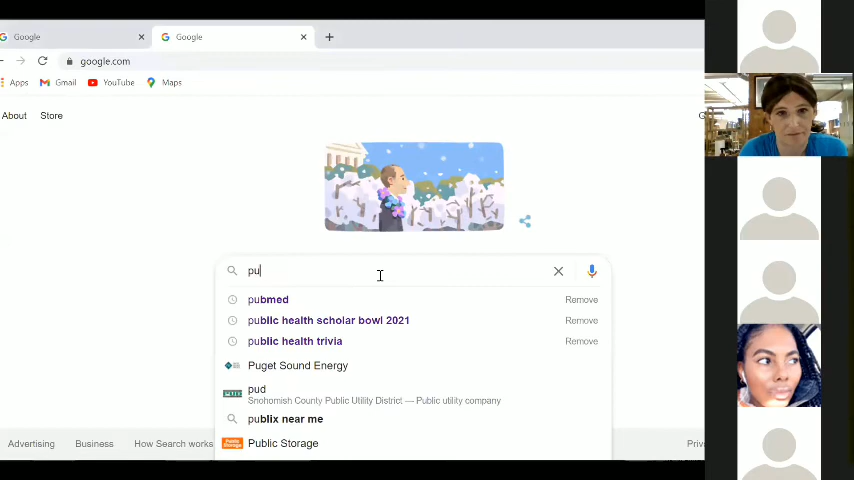 Google
Google
google.com
Apps Gmail YouTube Maps
About Store
pu
pubmed Remove
public health scholar bowl 2021 Remove
public health trivia Remove
Puget Sound Energy
pud
Snohomish County Public Utility District — Public utility company
publix near me
Public Storage
Advertising Business How Search works